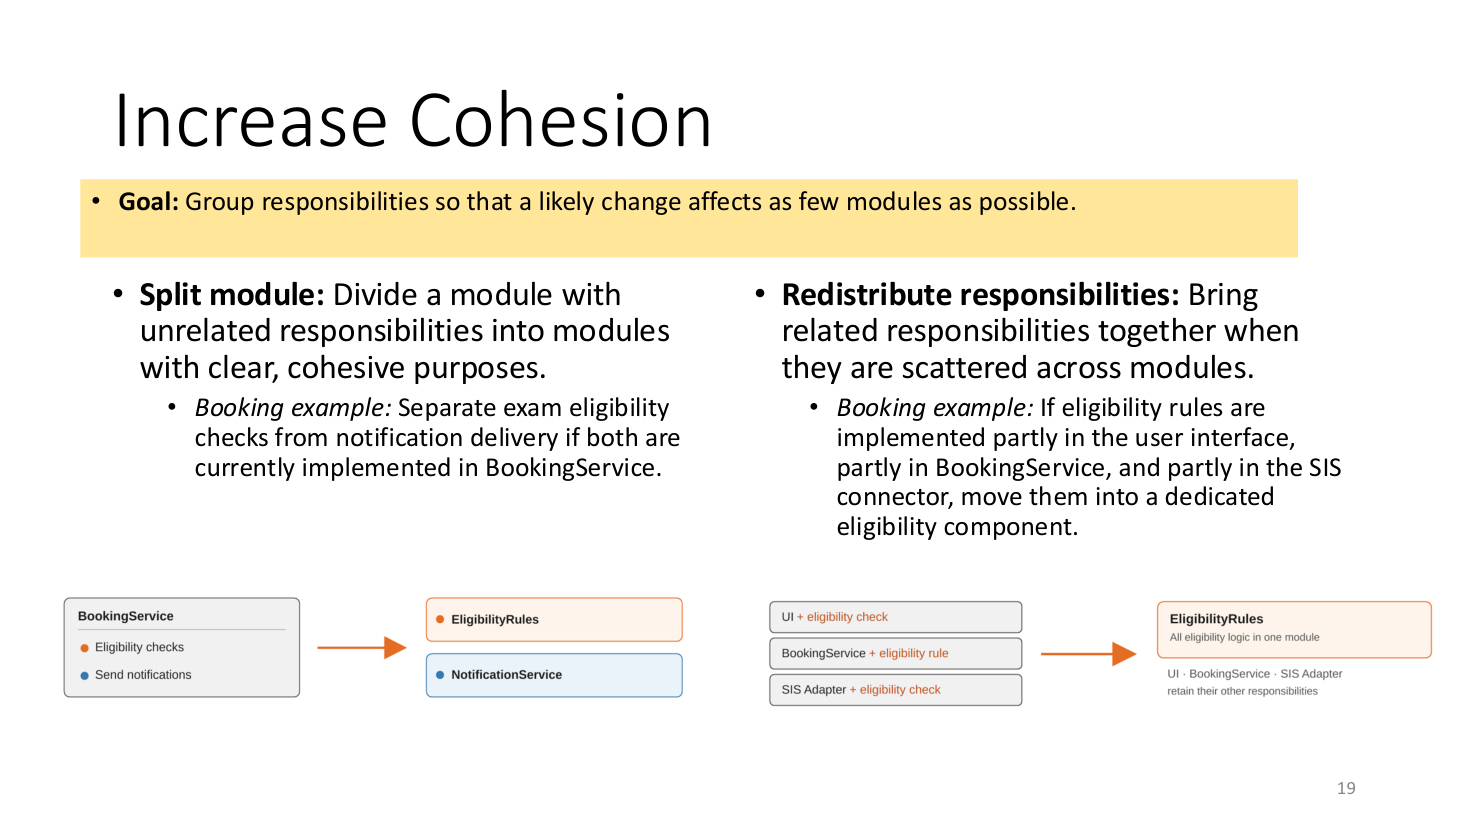 Increase Cohesion
• Goal: Group responsibilities so that a likely change affects as few modules as possible.
• Split module: Divide a module with
unrelated responsibilities into modules
with clear, cohesive purposes.
• Booking example: Separate exam eligibility
checks from notification delivery if both are
currently implemented in BookingService.
• Redistribute responsibilities: Bring
related responsibilities together when
they are scattered across modules.
• Booking example: If eligibility rules are
implemented partly in the user interface,
partly in BookingService, and partly in the SIS
connector, move them into a dedicated
eligibility component.
BookingService
Eligibility checks
Send notifications
EligibilityRules
NotificationService
UI + eligibility check
BookingService + eligibility rule
SIS Adapter + eligibility check
EligibilityRules
All eligibility logic in one module
UI · BookingService · SIS Adapter
retain their other responsibilities
19